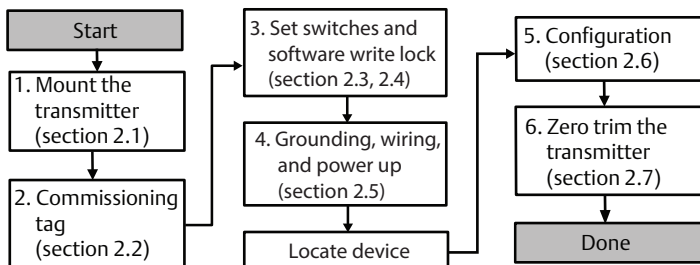 Start
1. Mount the
transmitter
(section 2.1)
2. Commissioning
tag
(section 2.2)
3. Set switches and
software write lock
(section 2.3, 2.4)
4. Grounding, wiring,
and power up
(section 2.5)
Locate device
5. Configuration
(section 2.6)
6. Zero trim the
transmitter
(section 2.7)
Done